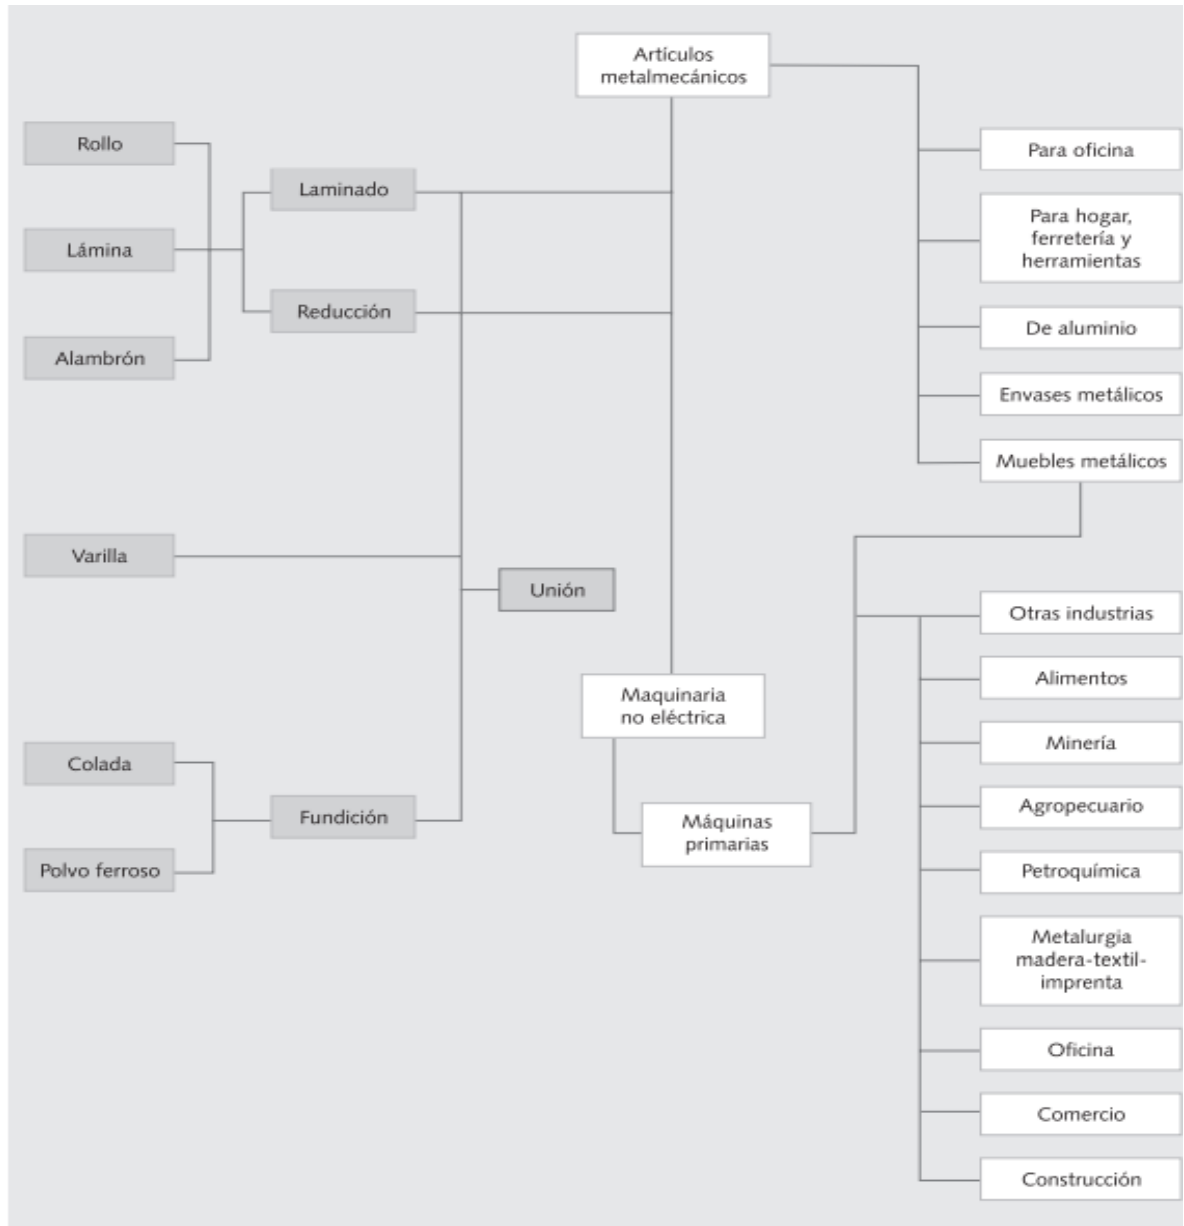 Artículos
metalmecánicos
Rollo
Lámina
Alambrón
Laminado
Reducción
Varilla
Unión
Colada
Polvo ferroso
Fundición
Maquinaria
no eléctrica
Máquinas
primarias
Para oficina
Para hogar,
ferretería y
herramientas
De aluminio
Envases metálicos
Muebles metálicos
Otras industrias
Alimentos
Minería
Agropecuario
Petroquímica
Metalurgia
madera-textil-
imprenta
Oficina
Comercio
Construcción